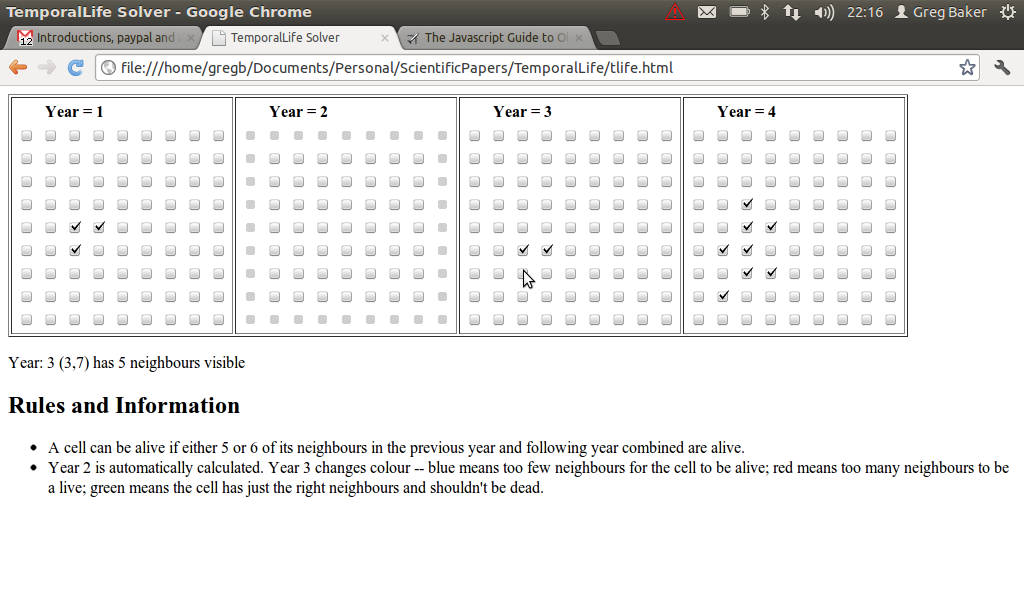 TemporalLife Solver - Google Chrome
22:16 Greg Baker
12 Introductions, paypal and
TemporalLife Solver
The Javascript Guide to
file:///home/gregb/Documents/Personal/ScientificPapers/TemporalLife/tlife.html
Year = 1 Year = 2 Year = 3 Year = 4
Year: 3 (3,7) has 5 neighbours visible
Rules and Information
A cell can be alive if either 5 or 6 of its neighbours in the previous year and following year combined are alive.
Year 2 is automatically calculated. Year 3 changes colour -- blue means too few neighbours for the cell to be alive; red means too many neighbours to be
a live; green means the cell has just the right neighbours and shouldn't be dead.